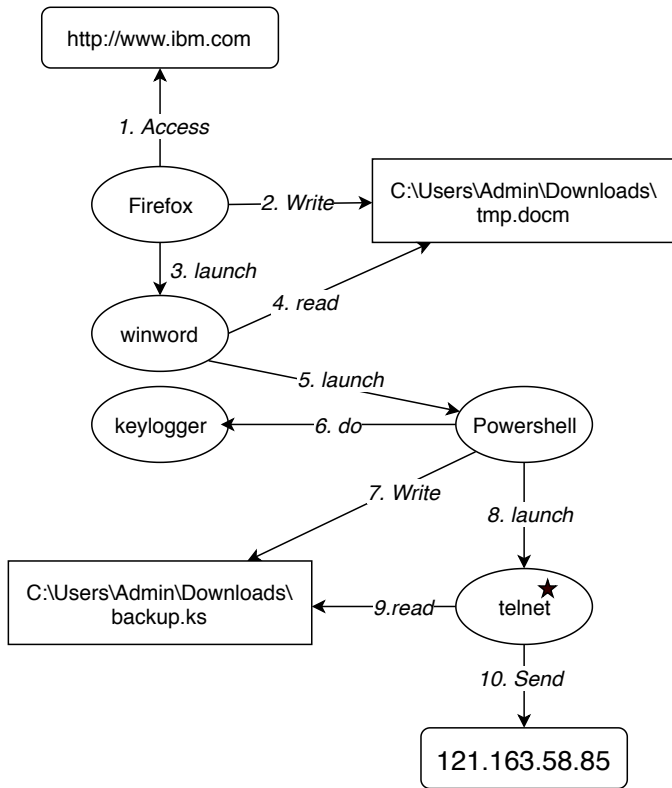 http://www.ibm.com
1. Access
Firefox
2. Write
C:\Users\Admin\Downloads\
tmp.docm
3. launch
4. read
winword
5. launch
keylogger
6. do
Powershell
7. Write
8. launch
C:\Users\Admin\Downloads\
backup.ks
9.read
telnet
10. Send
121.163.58.85